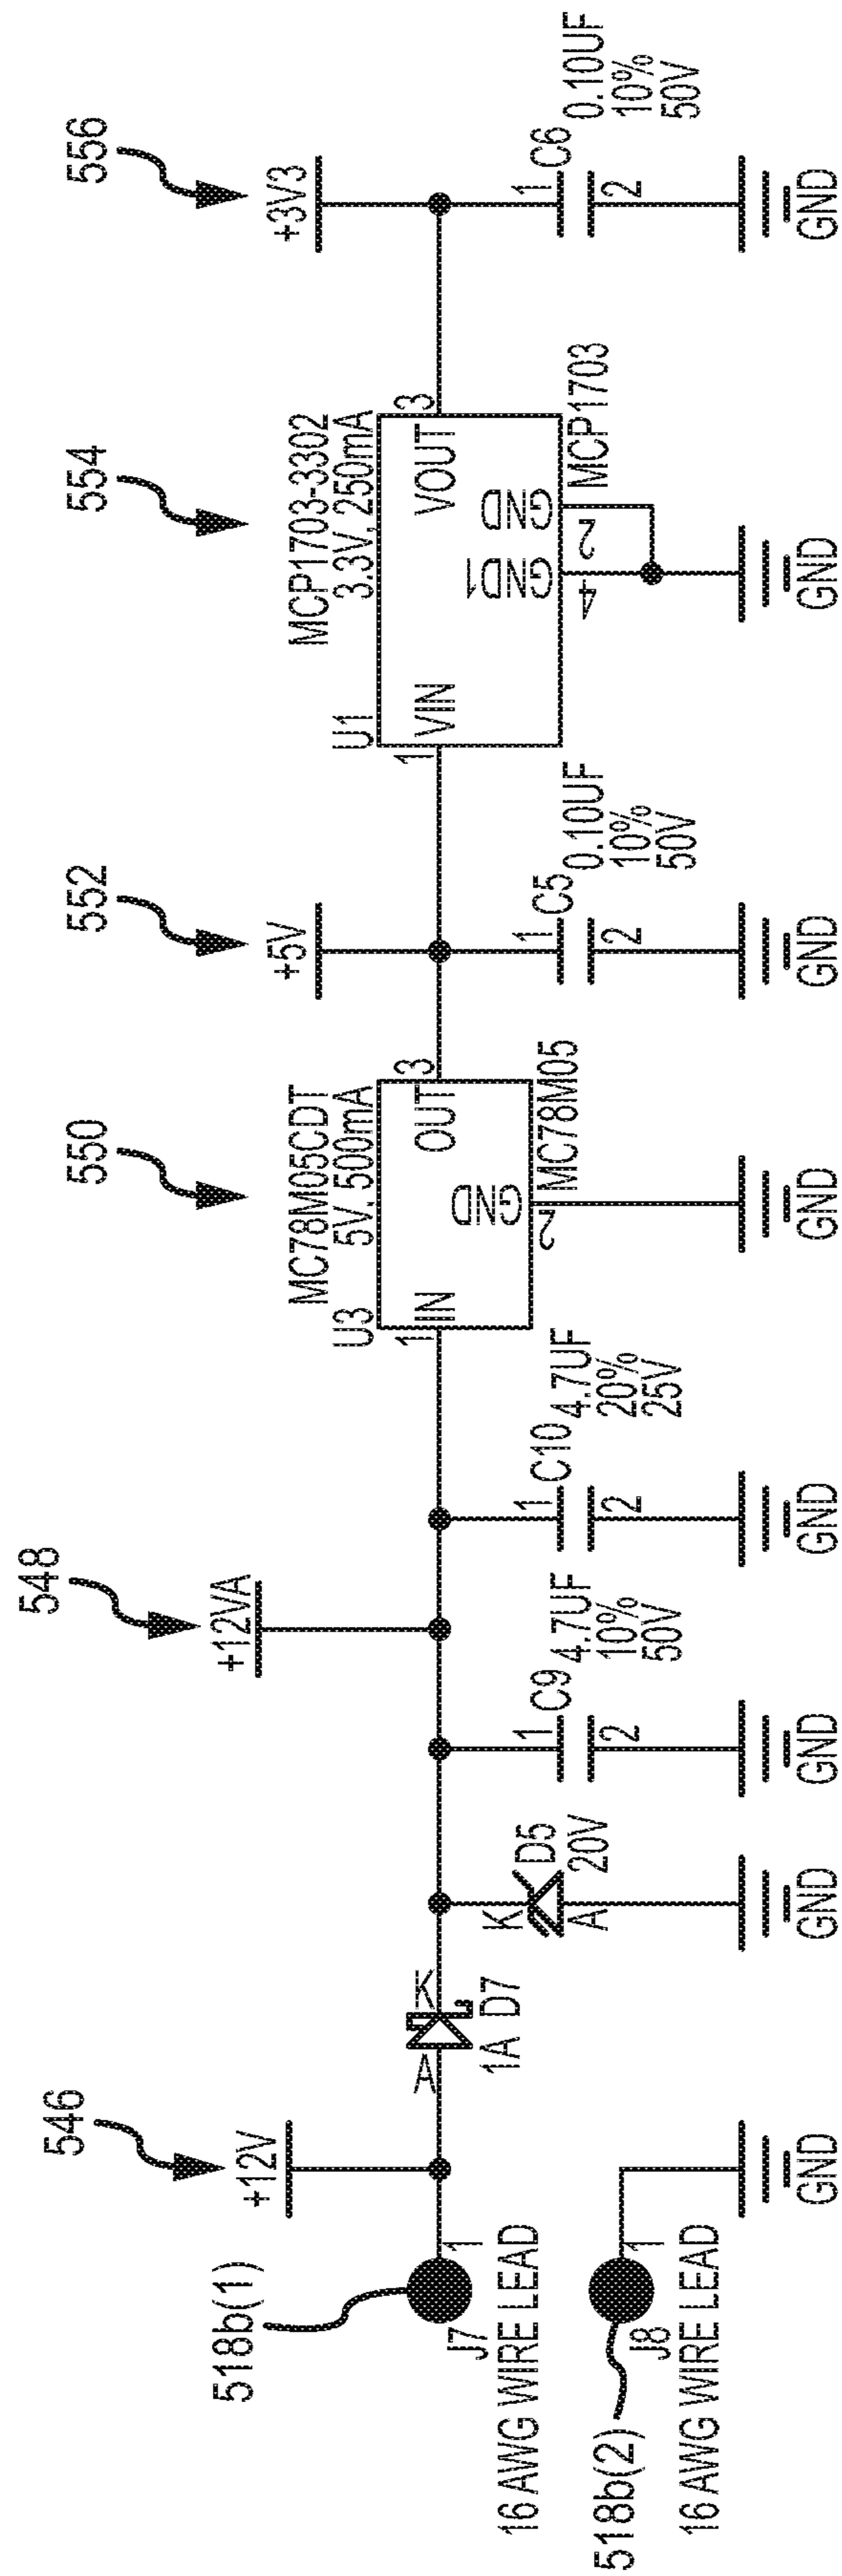 518b(1)
J7
1
16 AWG WIRE LEAD
518b(2)
J8
1
16 AWG WIRE LEAD
GND
546
+12V
A
K
1A D7
K
D5
A
20V
GND
1
C9
4.7UF
10%
50V
2
GND
548
+12VA
1
C10
4.7UF
20%
25V
2
GND
550
MC78M05CDT
5V, 500mA
U3
1
IN
OUT
3
GND
2
MC78M05
GND
552
+5V
1
C5
0.10UF
10%
50V
2
GND
554
MCP1703-3302
3.3V, 250mA
U1
1
VIN
VOUT
3
GND1
GND
4
2
MCP1703
GND
556
+3V3
1
C6
0.10UF
10%
50V
2
GND